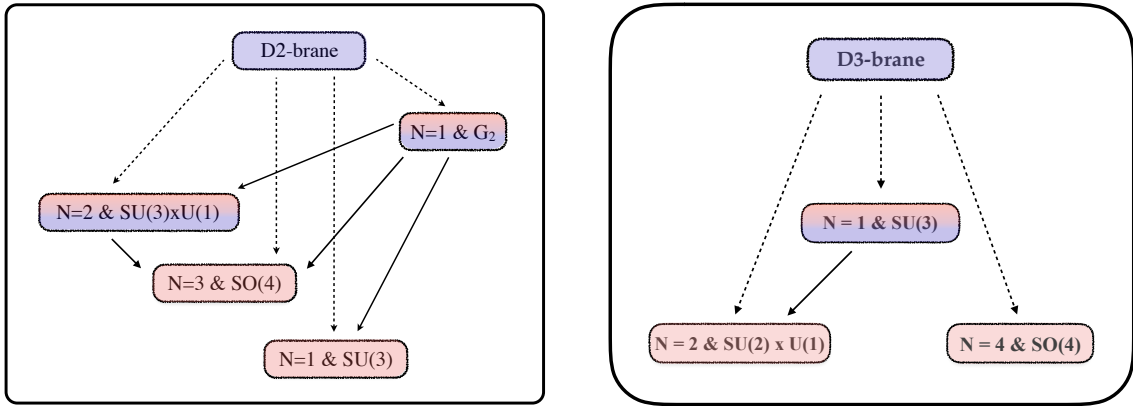 D2-brane
N=1 & G₂
N=2 & SU(3)xU(1)
N=3 & SO(4)
N=1 & SU(3)
D3-brane
N = 1 & SU(3)
N = 2 & SU(2) x U(1)
N = 4 & SO(4)